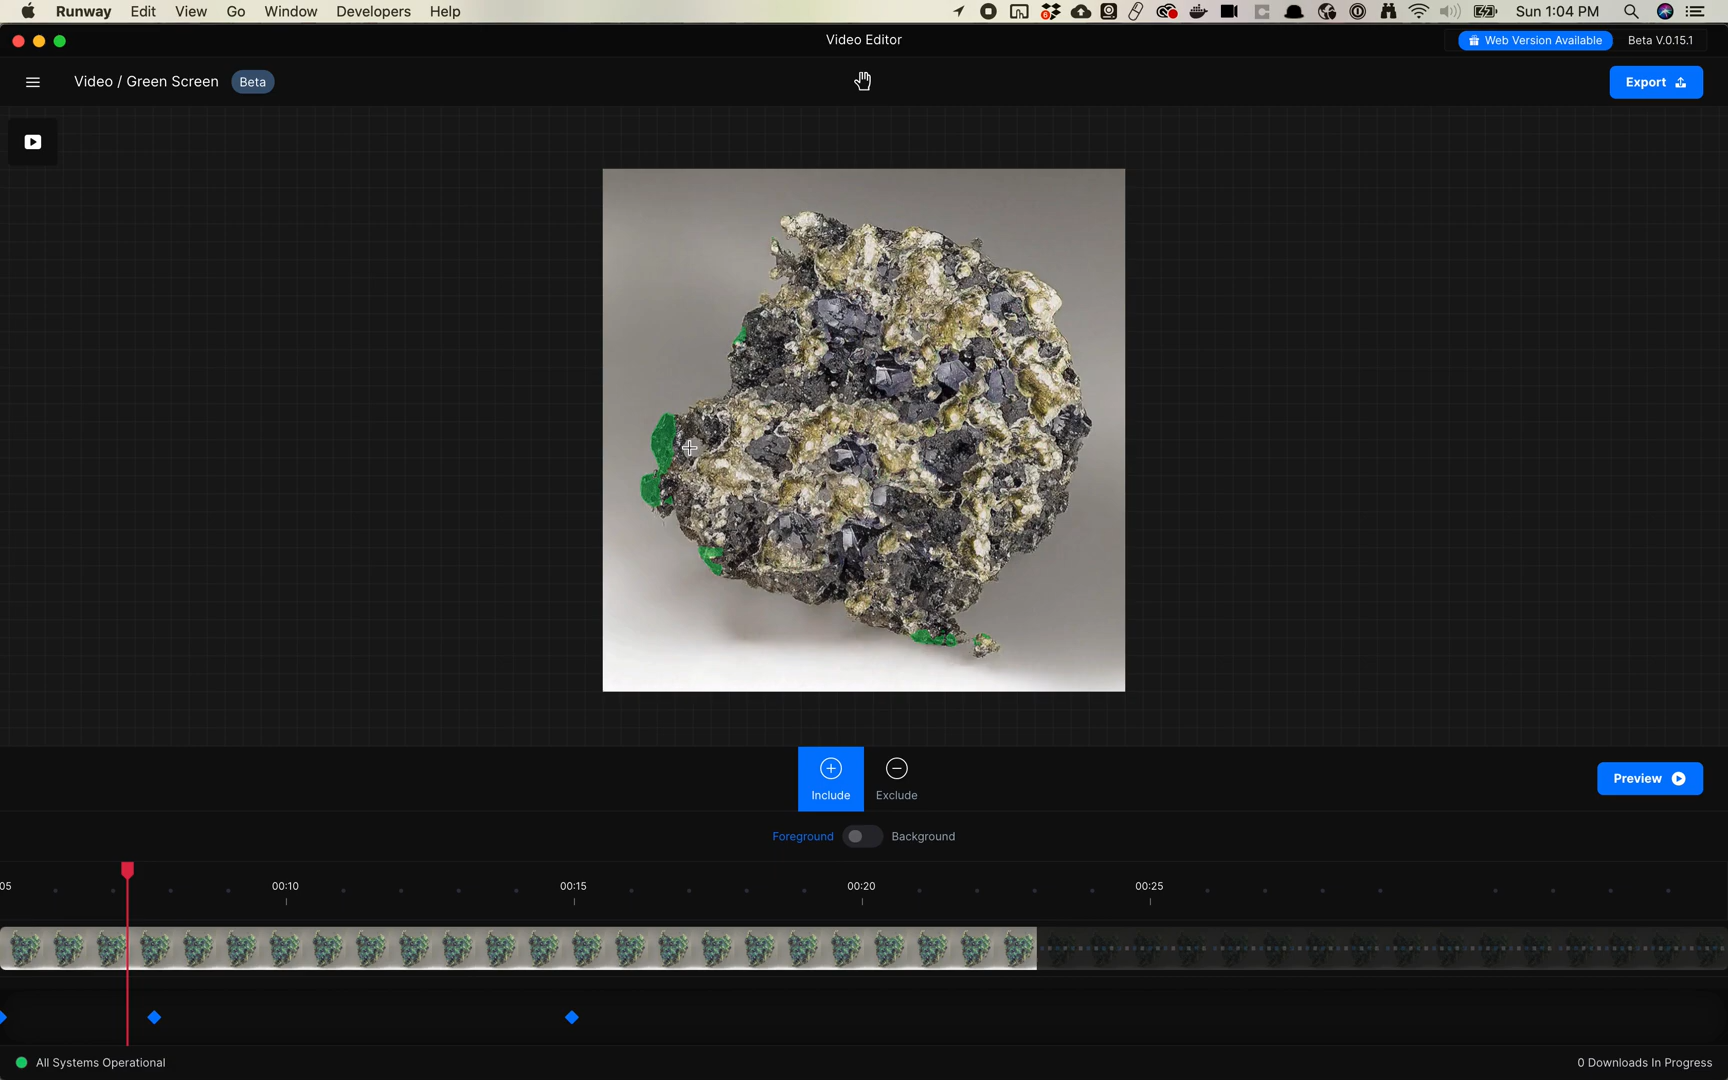 Runway Edit View Go Window Developers Help
6
Sun 1:04 PM
Video Editor
Web Version Available
Beta V.0.15.1
Video / Green Screen
Beta
Export
Include
Exclude
Preview
Foreground
Background
05
00:10
00:15
00:20
00:25
All Systems Operational
0 Downloads In Progress